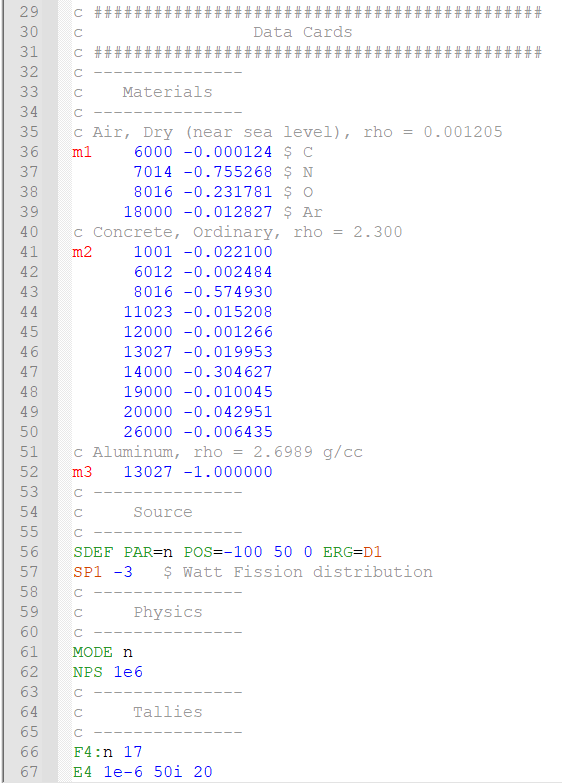 29 c #############################################
30 c                 Data Cards
31 c #############################################
32 c ---------------
33 c    Materials
34 c ---------------
35 c Air, Dry (near sea level), rho = 0.001205
36 m1    6000 -0.000124 $ C
37       7014 -0.755268 $ N
38       8016 -0.231781 $ O
39      18000 -0.012827 $ Ar
40 c Concrete, Ordinary, rho = 2.300
41 m2    1001 -0.022100
42       6012 -0.002484
43       8016 -0.574930
44      11023 -0.015208
45      12000 -0.001266
46      13027 -0.019953
47      14000 -0.304627
48      19000 -0.010045
49      20000 -0.042951
50      26000 -0.006435
51 c Aluminum, rho = 2.6989 g/cc
52 m3   13027 -1.000000
53 c ---------------
54 c     Source
55 c ---------------
56 SDEF PAR=n POS=-100 50 0 ERG=D1
57 SP1 -3   $ Watt Fission distribution
58 c ---------------
59 c     Physics
60 c ---------------
61 MODE n
62 NPS 1e6
63 c ---------------
64 c     Tallies
65 c ---------------
66 F4:n 17
67 E4 1e-6 50i 20